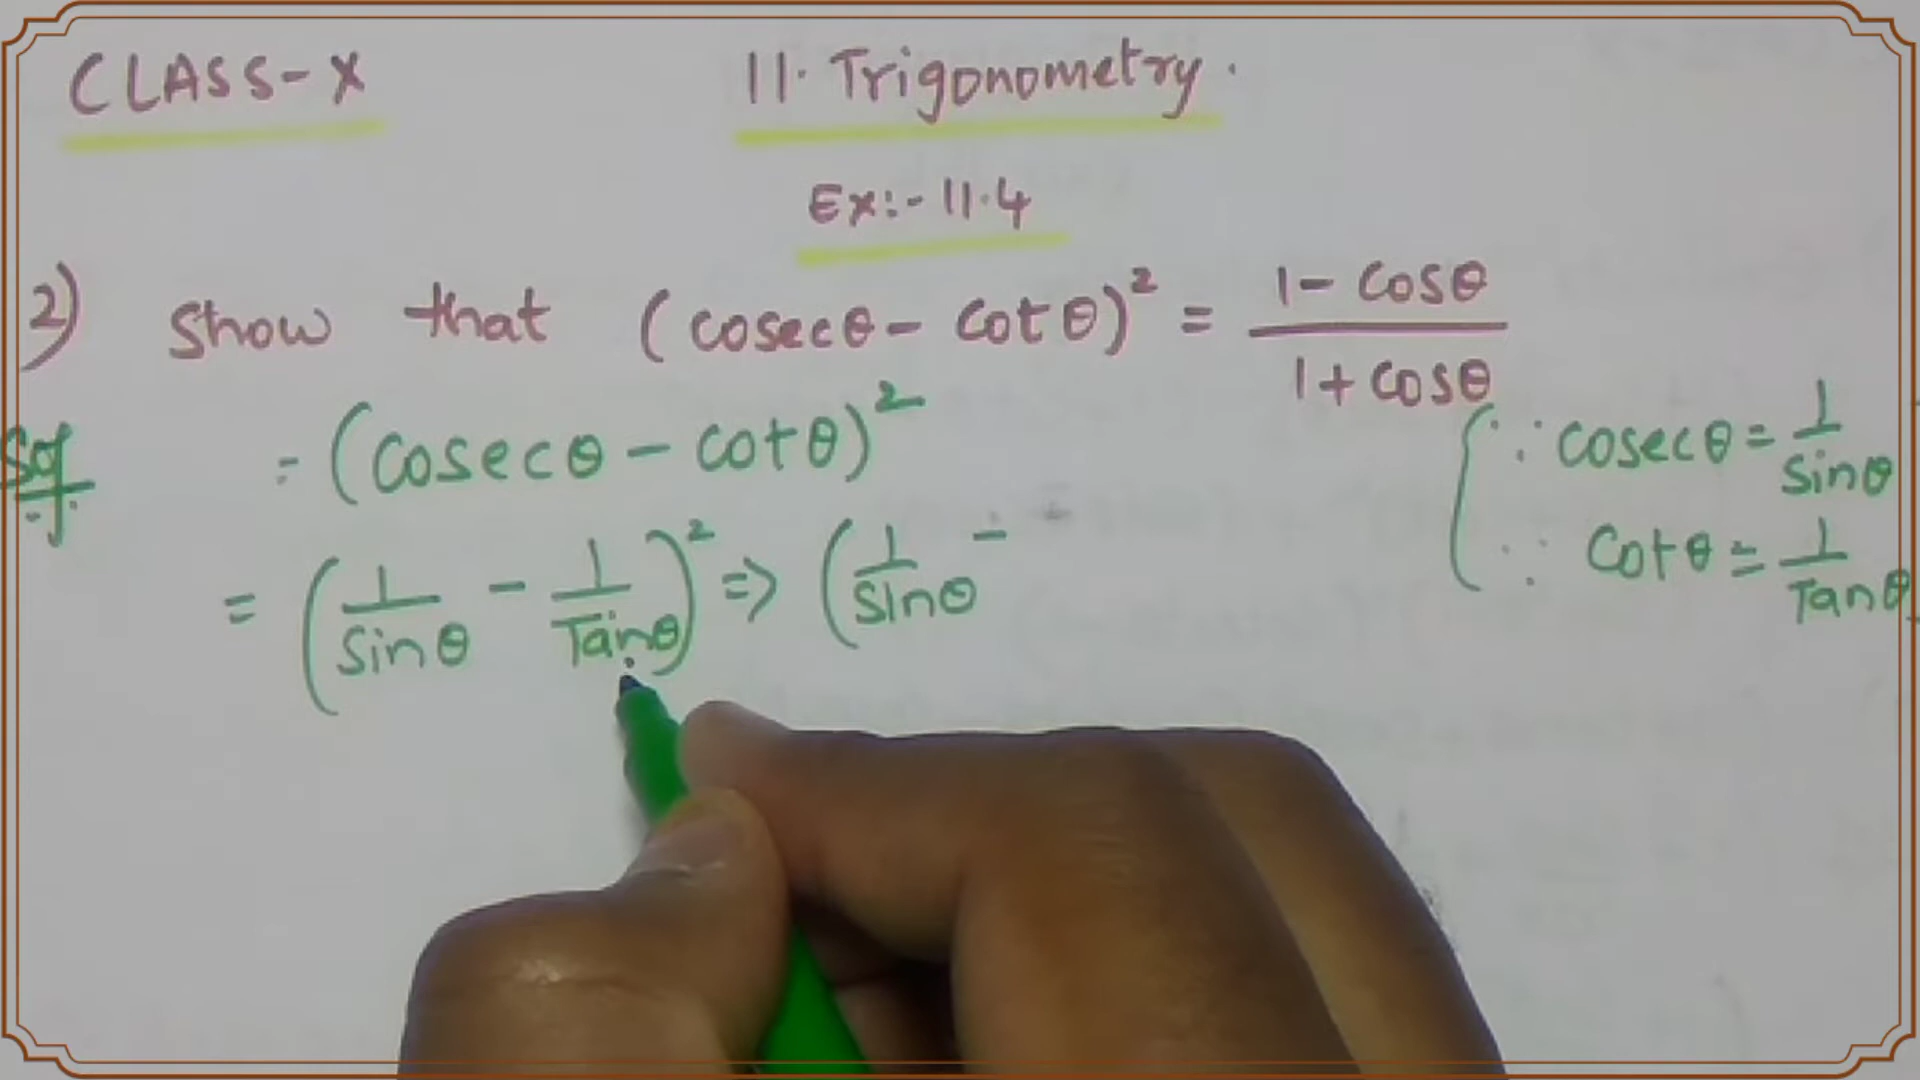 CLASS-X
11. Trigonometry.
Ex:- 11.4
2) Show that (cosecθ - cotθ)² = (1 - cosθ)/(1 + cosθ)
Sol = (cosecθ - cotθ)²
∵ cosecθ = 1/sinθ
= (1/sinθ - 1/Tanθ)² => (1/sinθ -
∵ cotθ = 1/Tanθ